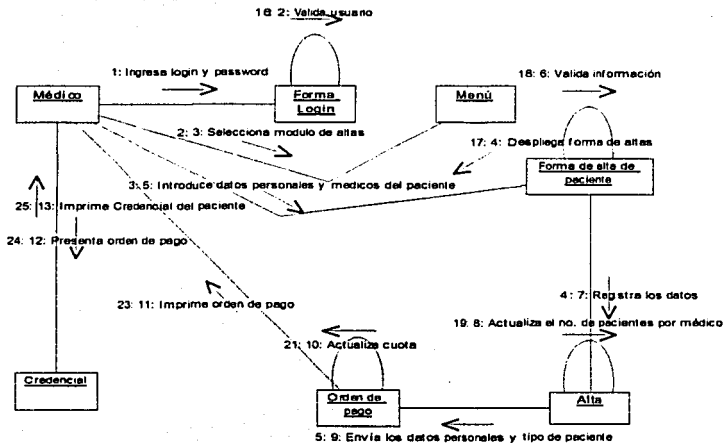 16: 2: Valida usuario
1: Ingresa login y password
18: 6: Valida información
Médico
Forma
Login
Menú
2: 3: Selecciona modulo de altas
17: 4: Despliega forma de altas
Forma de alta de
paciente
3: 5: Introduce datos personales y medicos del paciente
25: 13: Imprime Credencial del paciente
24: 12: Presenta orden de pago
4: 7: Registra los datos
23: 11: Imprime orden de pago
19: 8: Actualiza el no. de pacientes por médico
21: 10: Actualiza cuota
Credencial
Orden de
pago
Alta
5: 9: Envía los datos personales y tipo de paciente